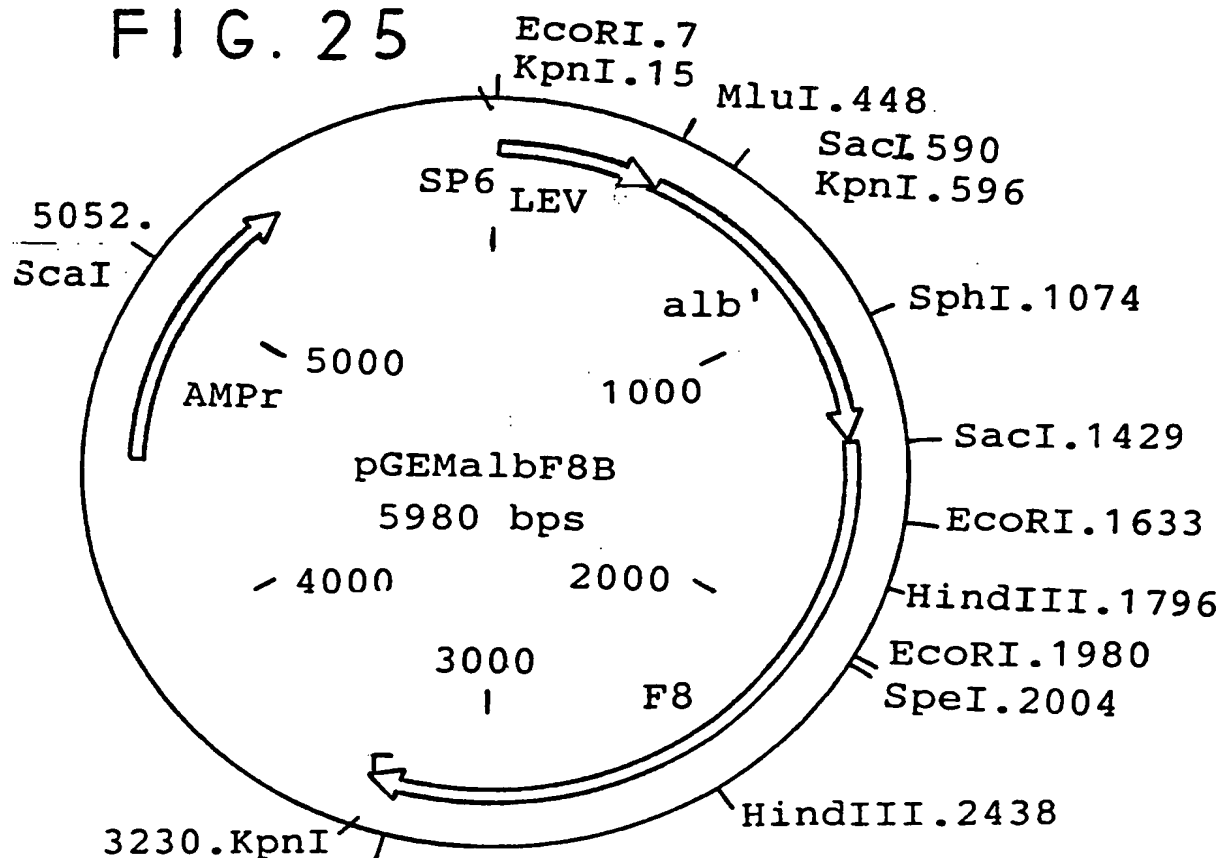 FIG. 25
EcoRI.7
KpnI.15
MluI.448
SacI.590
KpnI.596
SP6
LEV
5052.
ScaI
alb'
SphI.1074
5000
1000
AMPr
SacI.1429
pGEMalbF8B
5980 bps
EcoRI.1633
4000
2000
HindIII.1796
3000
EcoRI.1980
SpeI.2004
F8
HindIII.2438
3230.KpnI